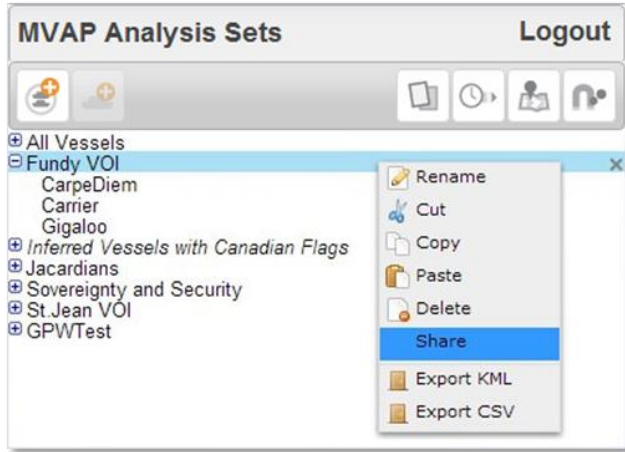 MVAP Analysis Sets Logout
All Vessels
Fundy VOI
CarpeDiem
Carrier
Gigaloo
Inferred Vessels with Canadian Flags
Jacardians
Sovereignty and Security
St.Jean VOI
GPWTest
Rename
Cut
Copy
Paste
Delete
Share
Export KML
Export CSV